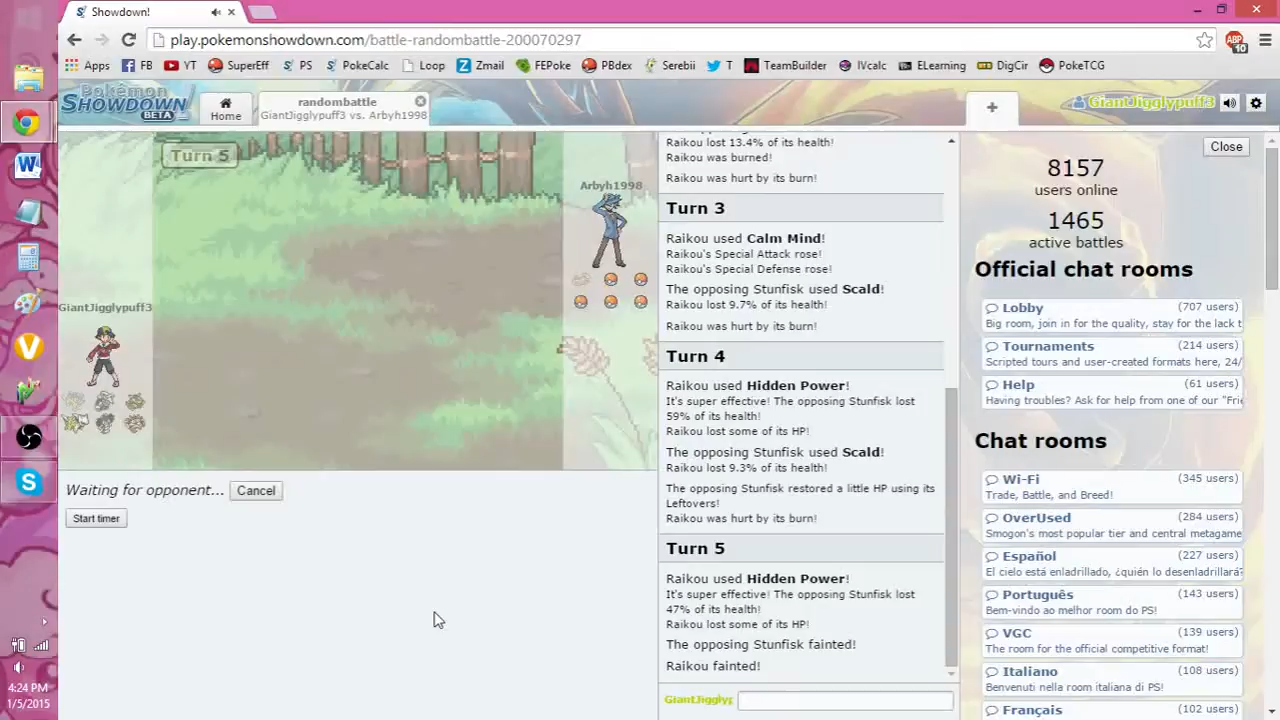 Showdown!
play.pokemonshowdown.com/battle-randombattle-200070297
Apps FB YT SuperEff PS PokeCalc Loop Zmail FEPoke PBdex Serebii T TeamBuilder IVcalc ELearning DigCir PokeTCG
ABP
10
Pokémon
SHOWDOWN
BETA
Home
randombattle
GiantJigglypuff3 vs. Arbyh1998
+
GiantJigglypuff3
Turn 5
Arbyh1998
GiantJigglypuff3
Waiting for opponent... Cancel
Start timer
Raikou lost 13.4% of its health!
Raikou was burned!
Raikou was hurt by its burn!
Turn 3
Raikou used Calm Mind!
Raikou's Special Attack rose!
Raikou's Special Defense rose!
The opposing Stunfisk used Scald!
Raikou lost 9.7% of its health!
Raikou was hurt by its burn!
Turn 4
Raikou used Hidden Power!
It's super effective! The opposing Stunfisk lost
59% of its health!
Raikou lost some of its HP!
The opposing Stunfisk used Scald!
Raikou lost 9.3% of its health!
The opposing Stunfisk restored a little HP using its
Leftovers!
Raikou was hurt by its burn!
Turn 5
Raikou used Hidden Power!
It's super effective! The opposing Stunfisk lost
47% of its health!
Raikou lost some of its HP!
The opposing Stunfisk fainted!
Raikou fainted!
GiantJigglyp
Close
8157
users online
1465
active battles
Official chat rooms
Lobby (707 users)
Big room, join in for the quality, stay for the lack t
Tournaments (214 users)
Scripted tours and user-created formats here, 24/
Help (61 users)
Having troubles? Ask for help from one of our "Frie
Chat rooms
Wi-Fi (345 users)
Trade, Battle, and Breed!
OverUsed (284 users)
Smogon's most popular tier and central metagame
Español (227 users)
El cielo está enladrillado, ¿quién lo desenladrillará?
Português (143 users)
Bem-vindo ao melhor room do PS!
VGC (139 users)
The room for the official competitive format!
Italiano (108 users)
Benvenuti nella room italiana di PS!
Français (102 users)
4:24 PM
1/5/2015